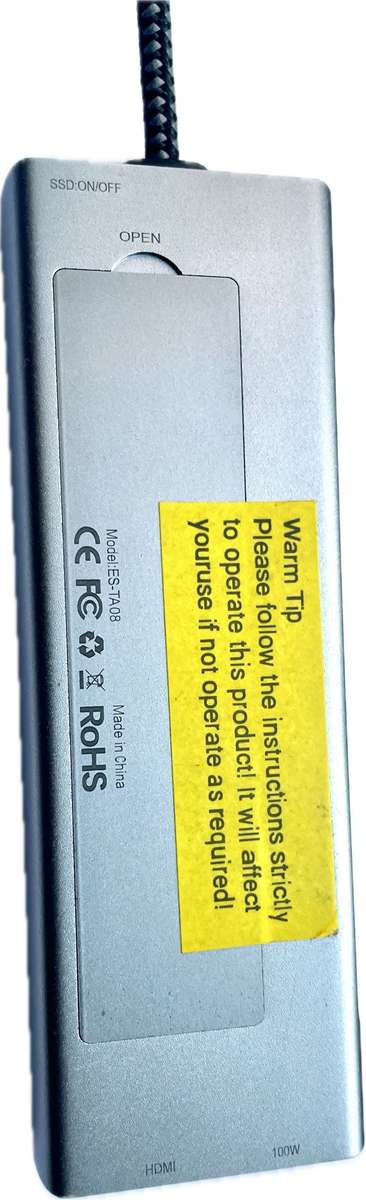 SSD:ON/OFF
OPEN
Warm Tip
Please follow the instructions strictly
to operate this product! It will affect
youruse if not operate as required!
Model:ES-TA08 Made in China
CE FC RoHS
HDMI
100W